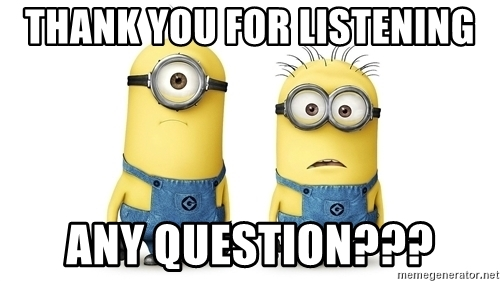 THANK YOU FOR LISTENING
ANY QUESTION???
memegenerator.net